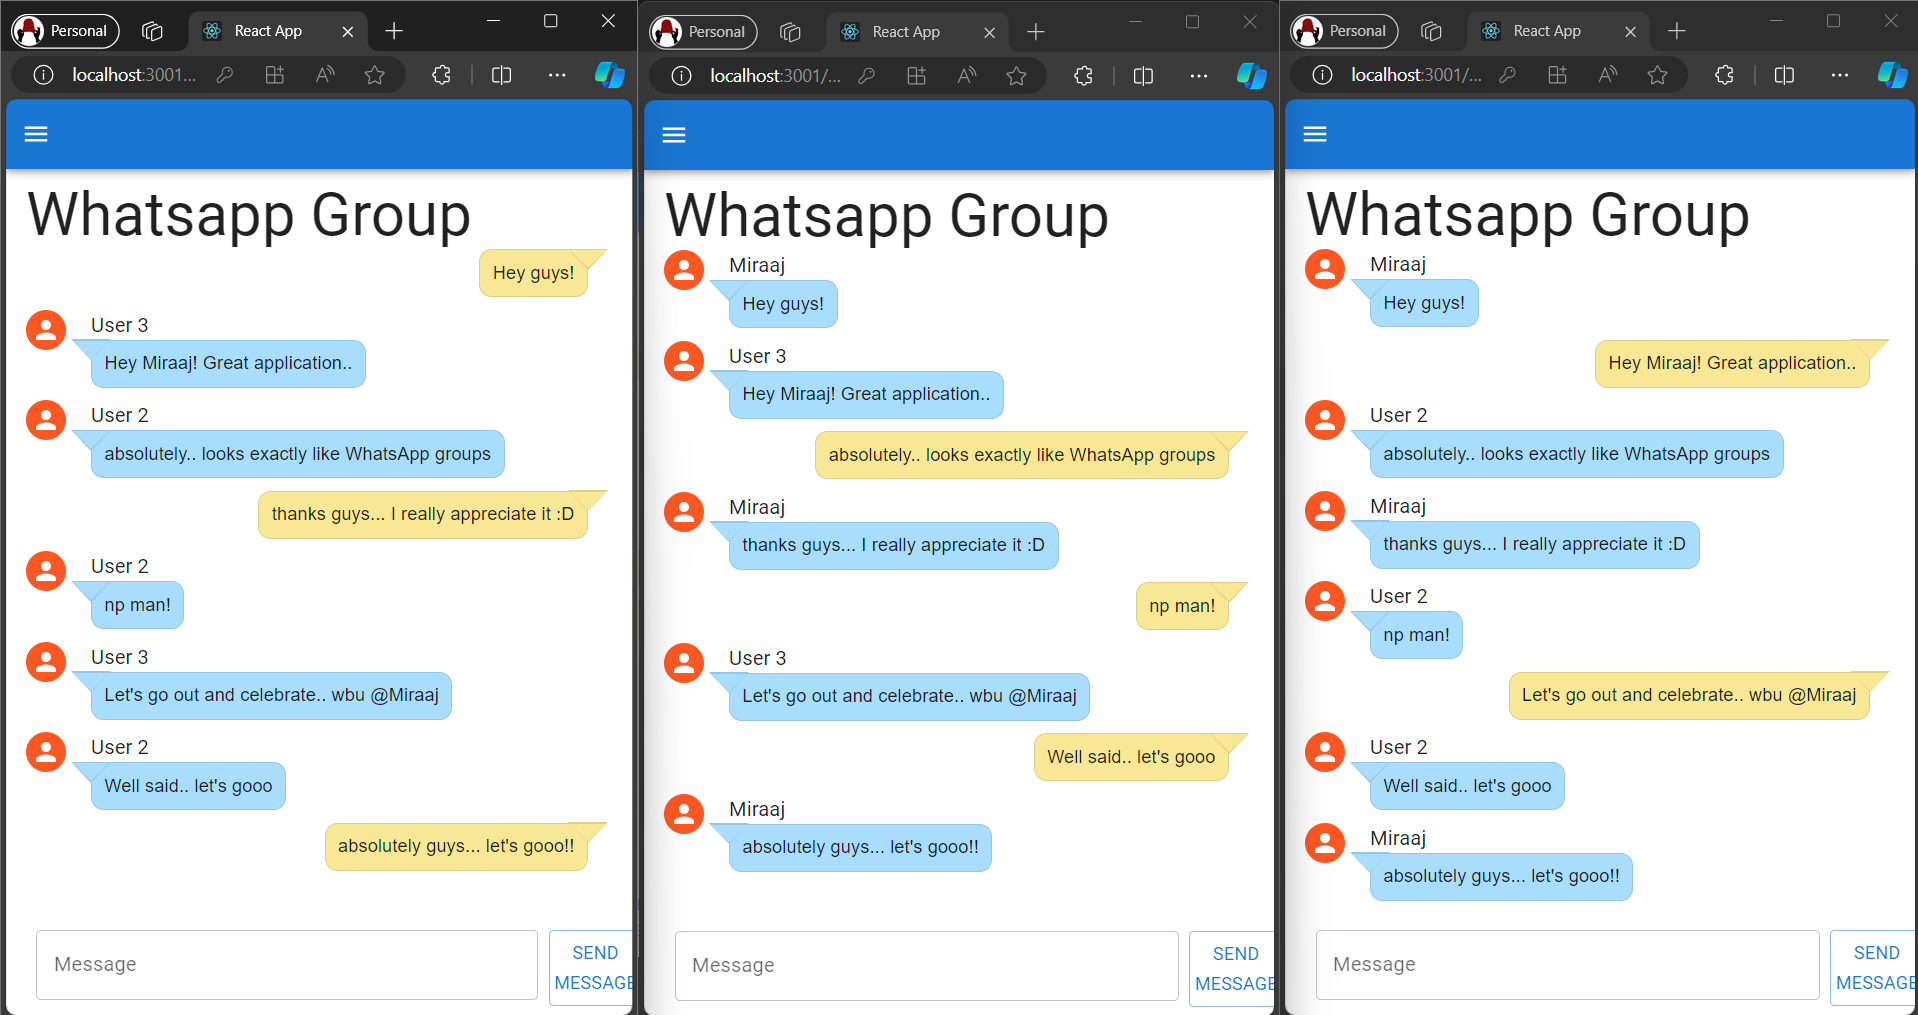 Personal
React App
localhost:3001...
Whatsapp Group
Hey guys!
User 3
Hey Miraaj! Great application..
User 2
absolutely.. looks exactly like WhatsApp groups
thanks guys... I really appreciate it :D
User 2
np man!
User 3
Let's go out and celebrate.. wbu @Miraaj
User 2
Well said.. let's gooo
absolutely guys... let's gooo!!
Message
SEND
MESSAGE
Personal
React App
localhost:3001/...
Whatsapp Group
Miraaj
Hey guys!
User 3
Hey Miraaj! Great application..
absolutely.. looks exactly like WhatsApp groups
Miraaj
thanks guys... I really appreciate it :D
np man!
User 3
Let's go out and celebrate.. wbu @Miraaj
Well said.. let's gooo
Miraaj
absolutely guys... let's gooo!!
Message
SEND
MESSAGE
Personal
React App
localhost:3001/...
Whatsapp Group
Miraaj
Hey guys!
Hey Miraaj! Great application..
User 2
absolutely.. looks exactly like WhatsApp groups
Miraaj
thanks guys... I really appreciate it :D
User 2
np man!
Let's go out and celebrate.. wbu @Miraaj
User 2
Well said.. let's gooo
Miraaj
absolutely guys... let's gooo!!
Message
SEND
MESSAGE